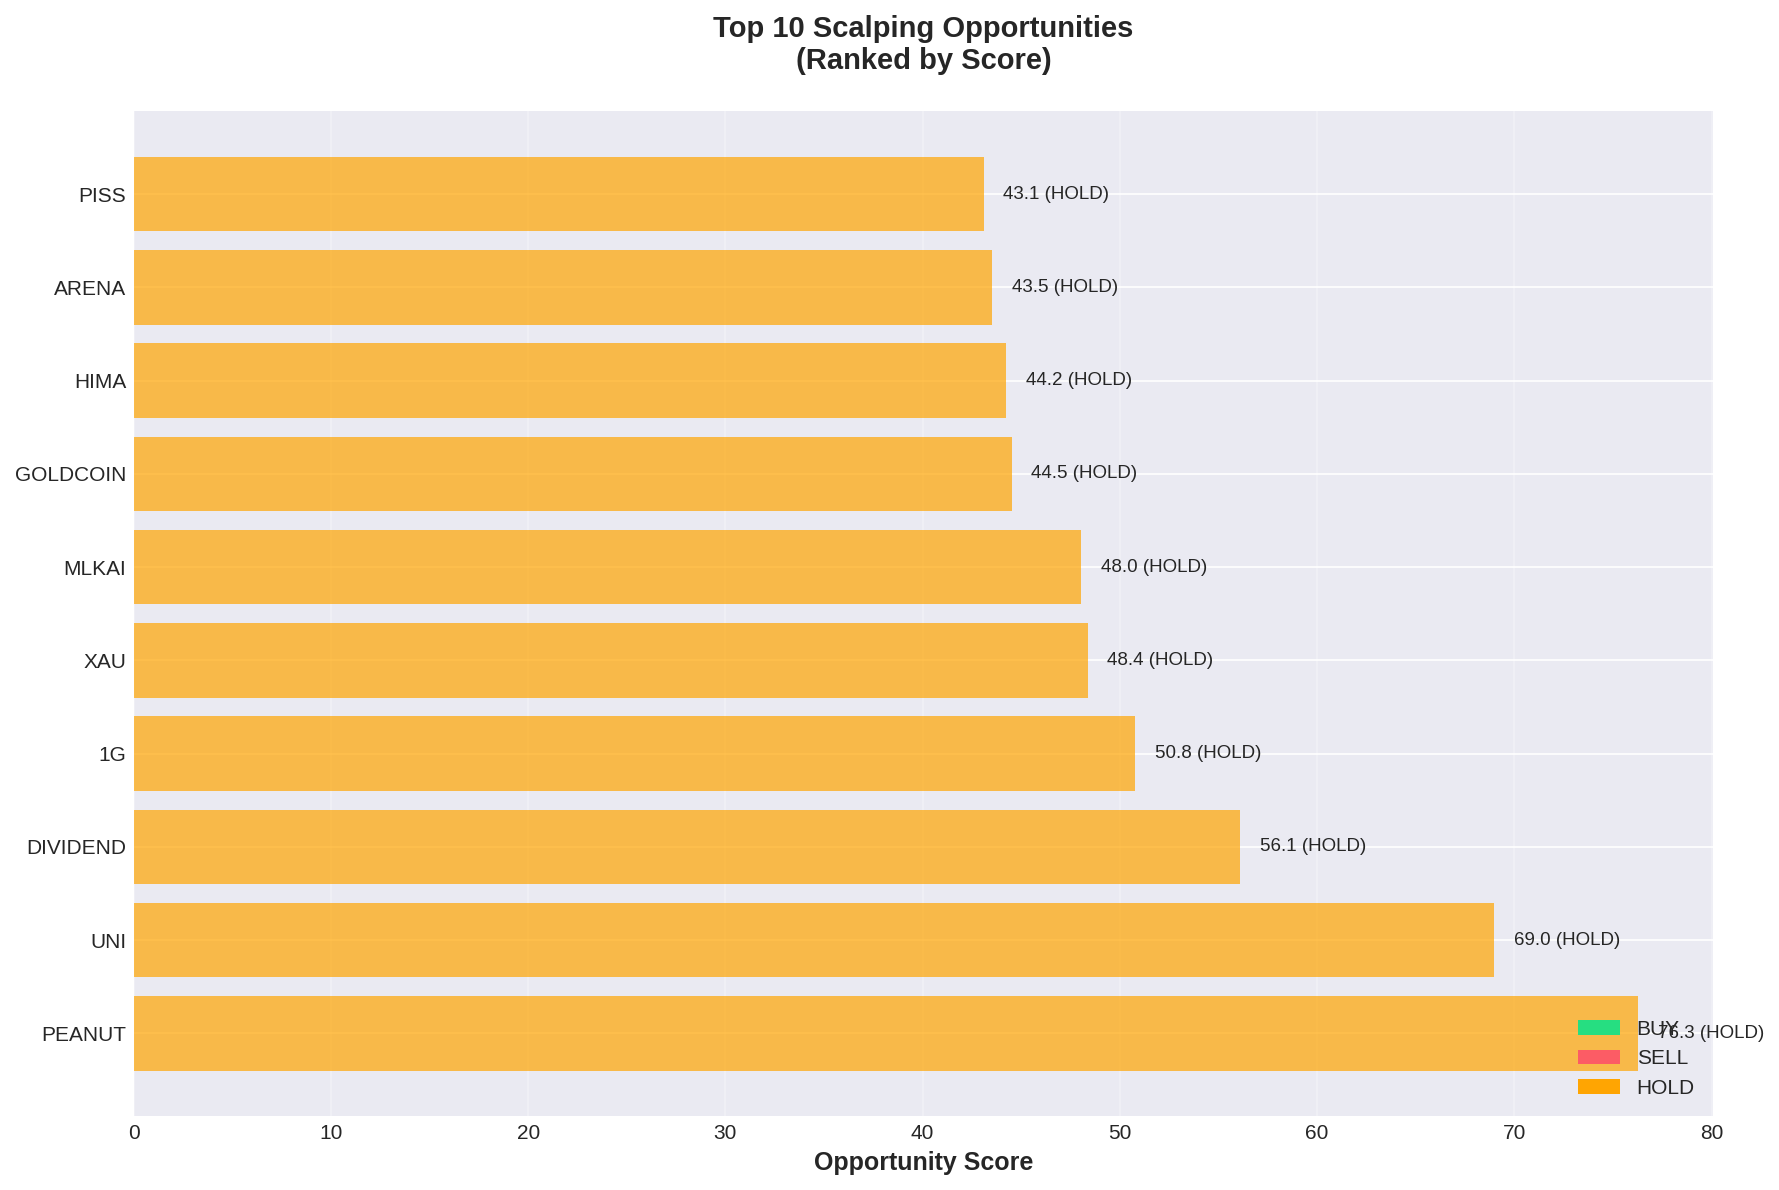 Top 10 Scalping Opportunities
(Ranked by Score)
PISS
43.1 (HOLD)
ARENA
43.5 (HOLD)
HIMA
44.2 (HOLD)
GOLDCOIN
44.5 (HOLD)
MLKAI
48.0 (HOLD)
XAU
48.4 (HOLD)
1G
50.8 (HOLD)
DIVIDEND
56.1 (HOLD)
UNI
69.0 (HOLD)
PEANUT
76.3 (HOLD)
BUY
SELL
HOLD
0 10 20 30 40 50 60 70 80
Opportunity Score